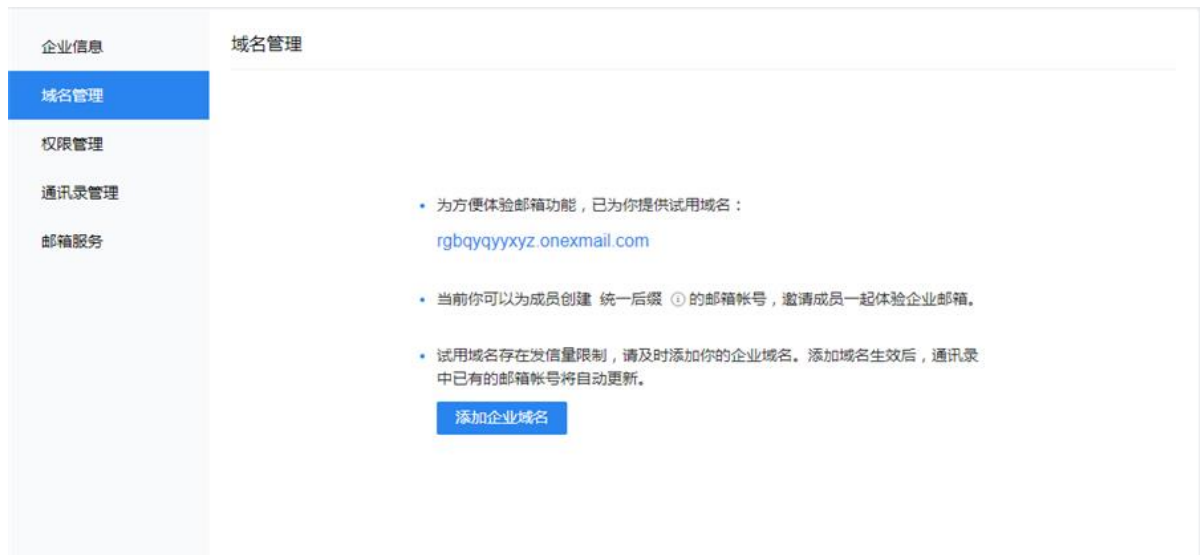 企业信息
域名管理
权限管理
通讯录管理
邮箱服务
域名管理
为方便体验邮箱功能，已为你提供试用域名：
rgbqyqyyxyz.onexmail.com
当前你可以为成员创建 统一后缀 ⓘ 的邮箱帐号，邀请成员一起体验企业邮箱。
试用域名存在发信量限制，请及时添加你的企业域名。添加域名生效后，通讯录
中已有的邮箱帐号将自动更新。
添加企业域名